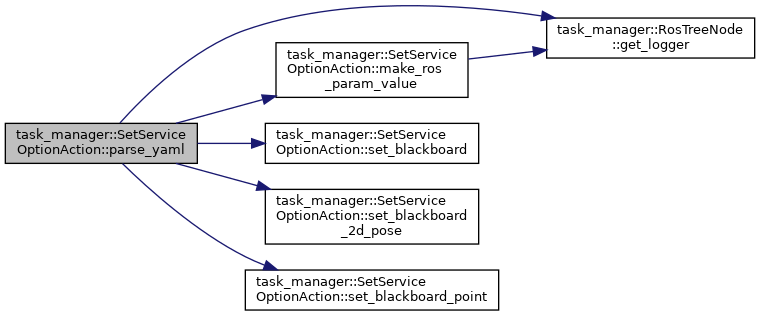 task_manager::SetService
OptionAction::parse_yaml
task_manager::RosTreeNode
::get_logger
task_manager::SetService
OptionAction::make_ros
_param_value
task_manager::SetService
OptionAction::set_blackboard
task_manager::SetService
OptionAction::set_blackboard
_2d_pose
task_manager::SetService
OptionAction::set_blackboard_point